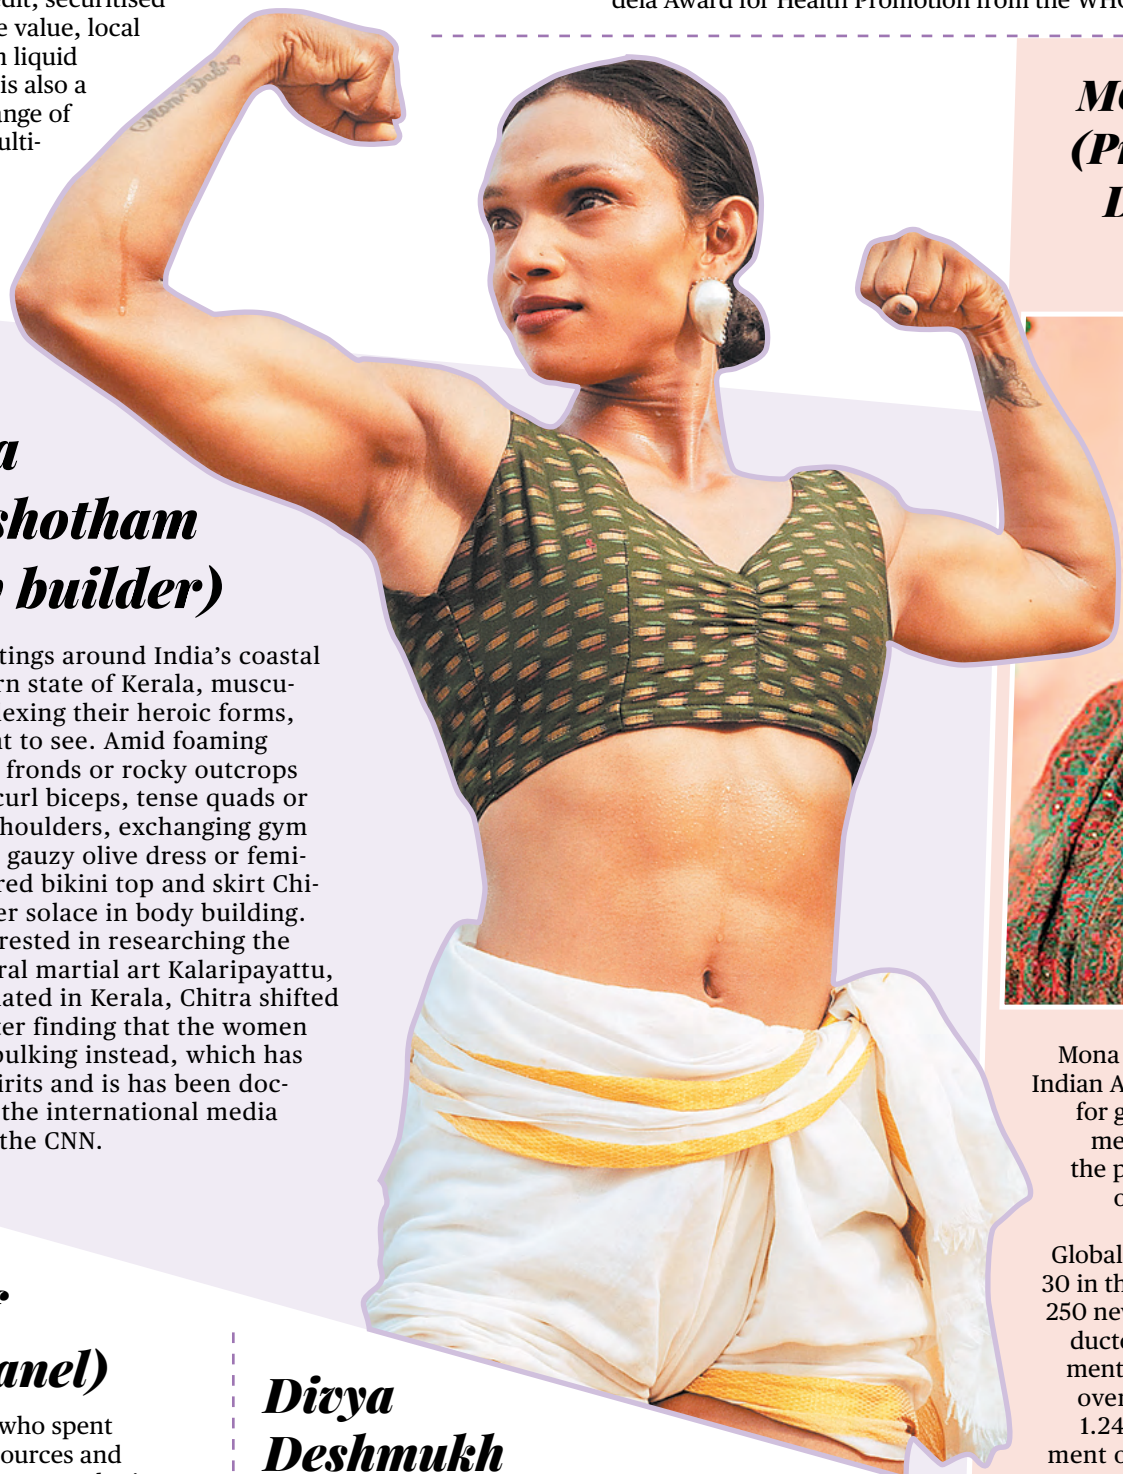 securitised
value, local
liquid
is also a
ange of
ulti-
dela Award for Health Promotion from the WHO
a
shotham
builder)
tings around India's coastal
rn state of Kerala, muscu-
lexing their heroic forms,
nt to see. Amid foaming
fronds or rocky outcrops
curl biceps, tense quads or
houlders, exchanging gym
gauzy olive dress or femi-
red bikini top and skirt Chi-
er solace in body building.
rested in researching the
ral martial art Kalaripayattu,
ated in Kerala, Chitra shifted
ter finding that the women
bulking instead, which has
irits and is has been doc-
the international media
the CNN.
anel)
who spent
ources and
Divya
Deshmukh
Mona
Indian A
for g
me
the p
Global
30 in th
250 nev
ducte
ment
over
1.24
ment o